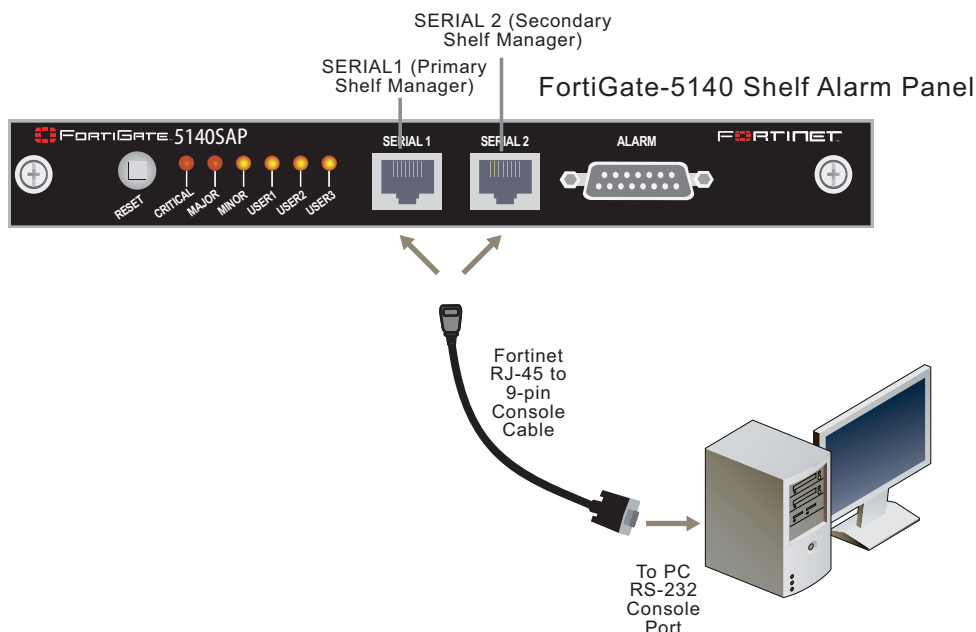 SERIAL 2 (Secondary
Shelf Manager)
SERIAL1 (Primary
Shelf Manager)
FortiGate-5140 Shelf Alarm Panel
FORTIGATE 5140SAP
SERIAL 1
SERIAL 2
ALARM
FORTINET
RESET
CRITICAL
MAJOR
MINOR
USER1
USER2
USER3
Fortinet
RJ-45 to
9-pin
Console
Cable
To PC
RS-232
Console
Port